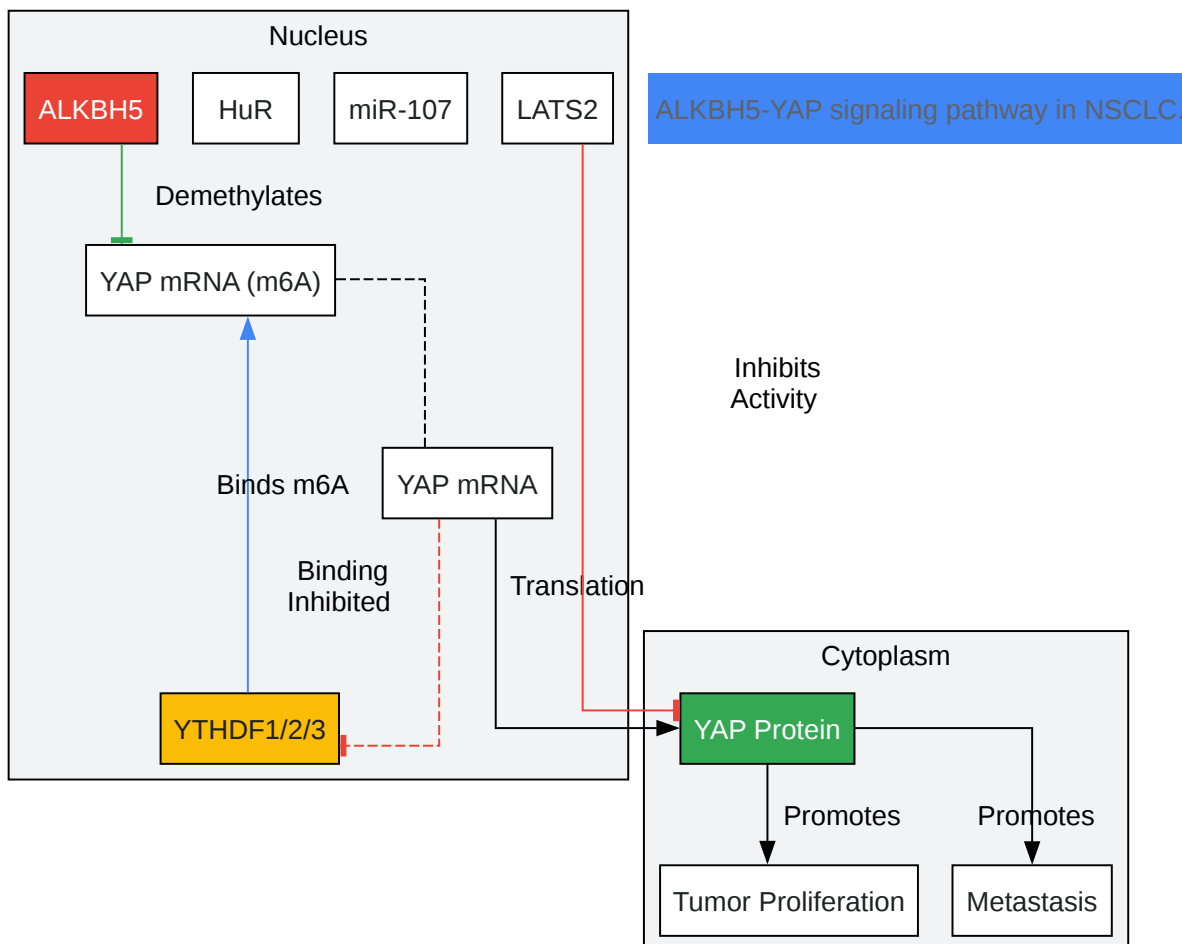 Nucleus
ALKBH5
HuR
miR-107
LATS2
ALKBH5-YAP signaling pathway in NSCLC.
Demethylates
YAP mRNA (m6A)
Inhibits
Activity
Binds m6A
YAP mRNA
Binding
Inhibited
Translation
Cytoplasm
YTHDF1/2/3
YAP Protein
Promotes
Promotes
Tumor Proliferation
Metastasis